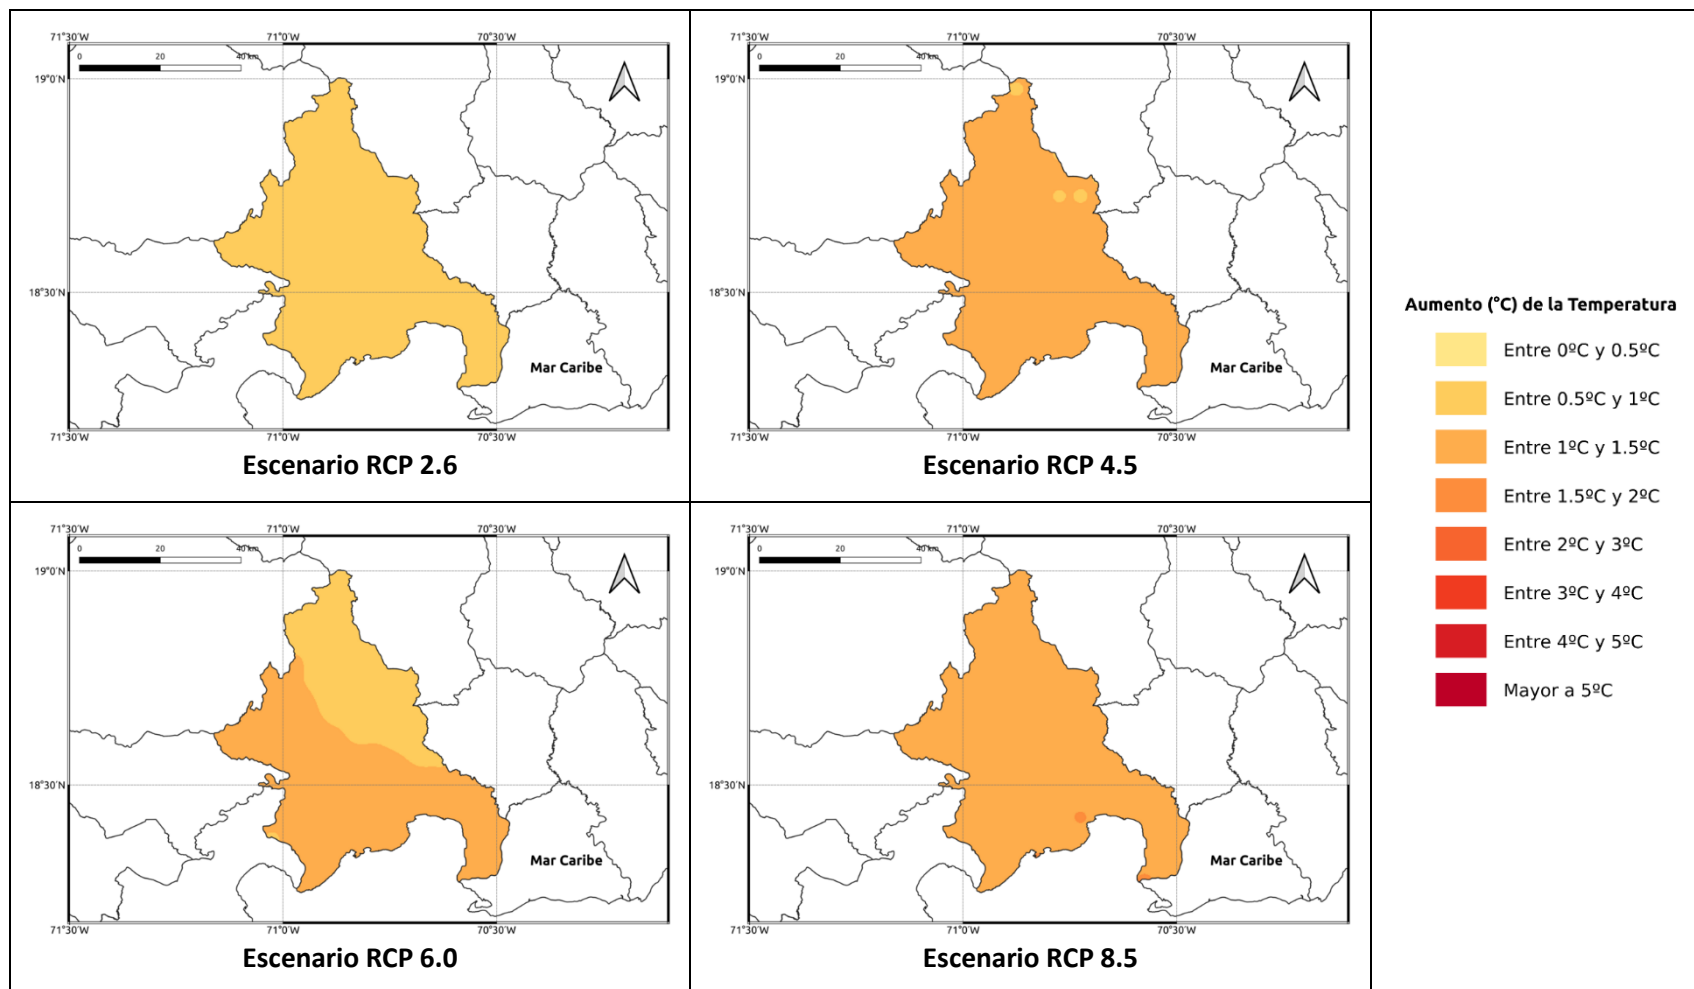 71°30'W 71°0'W 70°30'W
0 20 40 km
19°0'N
18°30'N
Mar Caribe
71°30'W 71°0'W 70°30'W
Escenario RCP 2.6
71°30'W 71°0'W 70°30'W
0 20 40 km
19°0'N
18°30'N
Mar Caribe
71°30'W 71°0'W 70°30'W
Escenario RCP 4.5
71°30'W 71°0'W 70°30'W
0 20 40 km
19°0'N
18°30'N
Mar Caribe
71°30'W 71°0'W 70°30'W
Escenario RCP 6.0
71°30'W 71°0'W 70°30'W
0 20 40 km
19°0'N
18°30'N
Mar Caribe
71°30'W 71°0'W 70°30'W
Escenario RCP 8.5
Aumento (°C) de la Temperatura
Entre 0ºC y 0.5ºC
Entre 0.5ºC y 1ºC
Entre 1ºC y 1.5ºC
Entre 1.5ºC y 2ºC
Entre 2ºC y 3ºC
Entre 3ºC y 4ºC
Entre 4ºC y 5ºC
Mayor a 5ºC